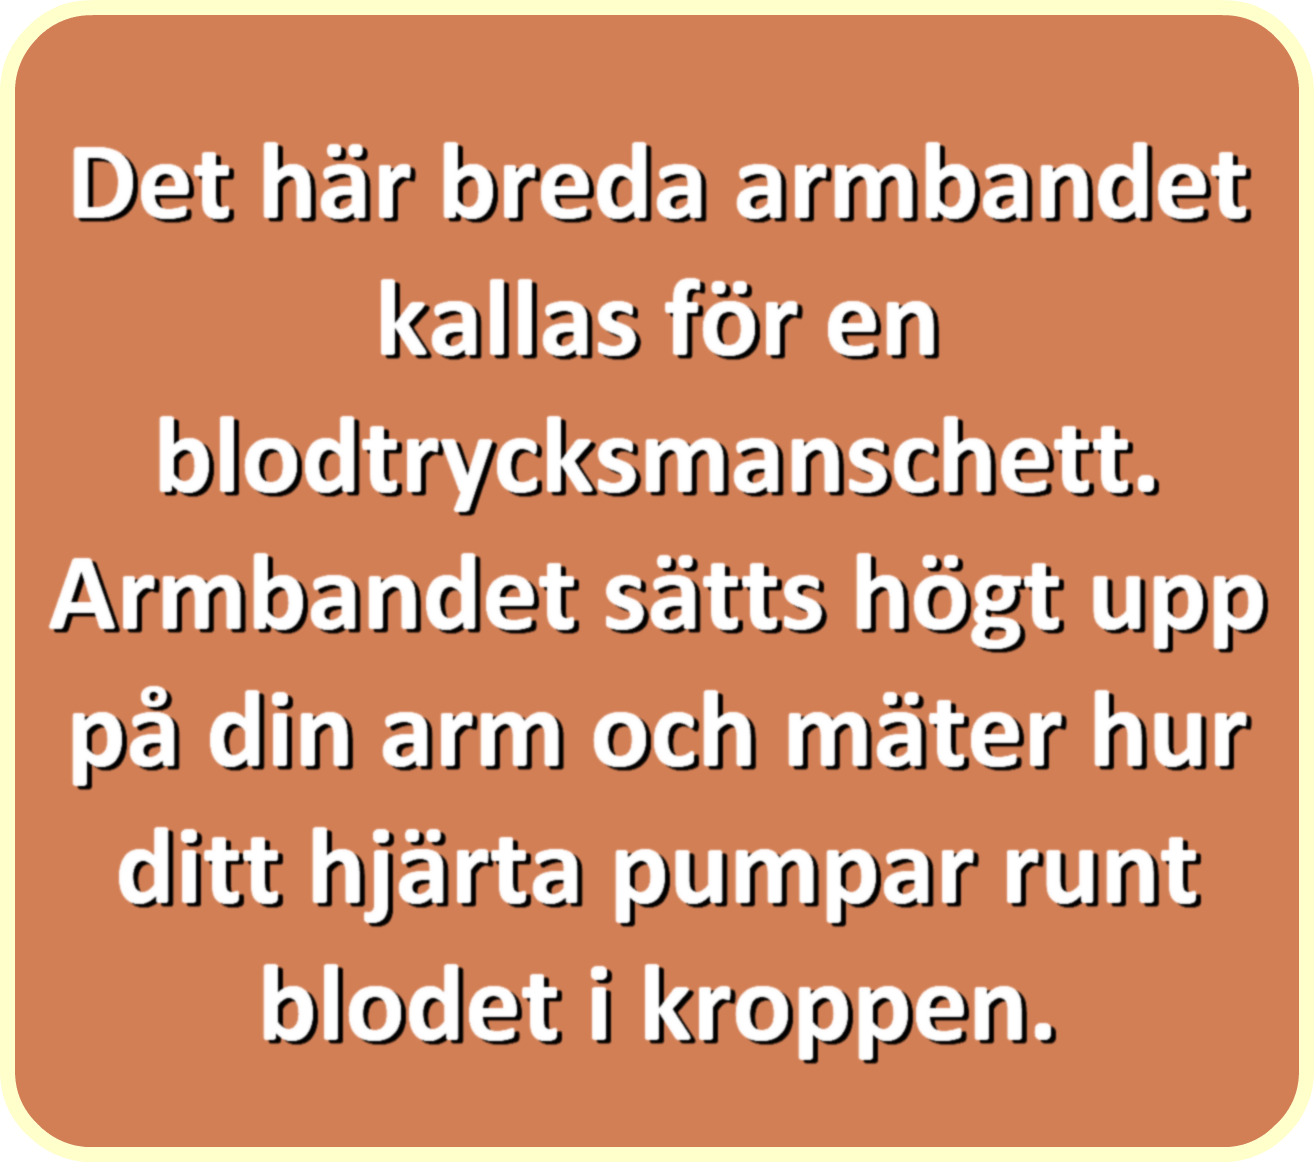 Det här breda armbandet
kallas för en
blodtrycksmanschett.
Armbandet sätts högt upp
på din arm och mäter hur
ditt hjärta pumpar runt
blodet i kroppen.